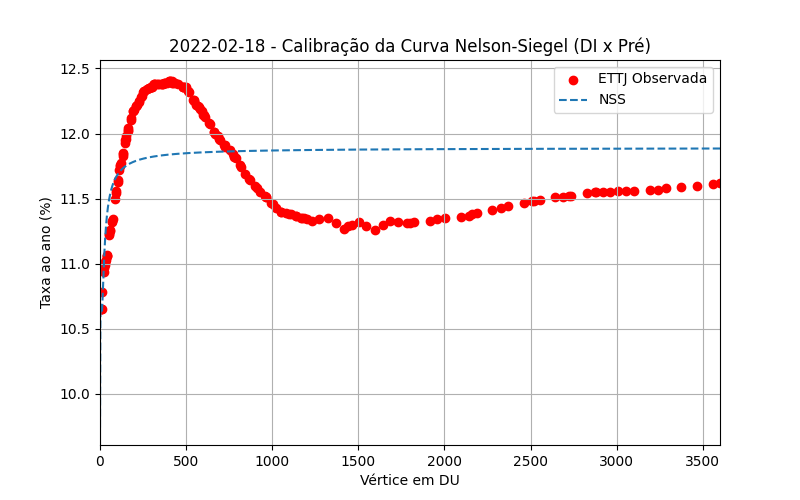 2022-02-18 - Calibração da Curva Nelson-Siegel (DI x Pré)
12.5
12.0
11.5
11.0
10.5
10.0
Taxa ao ano (%)
ETTJ Observada
NSS
0 500 1000 1500 2000 2500 3000 3500
Vértice em DU